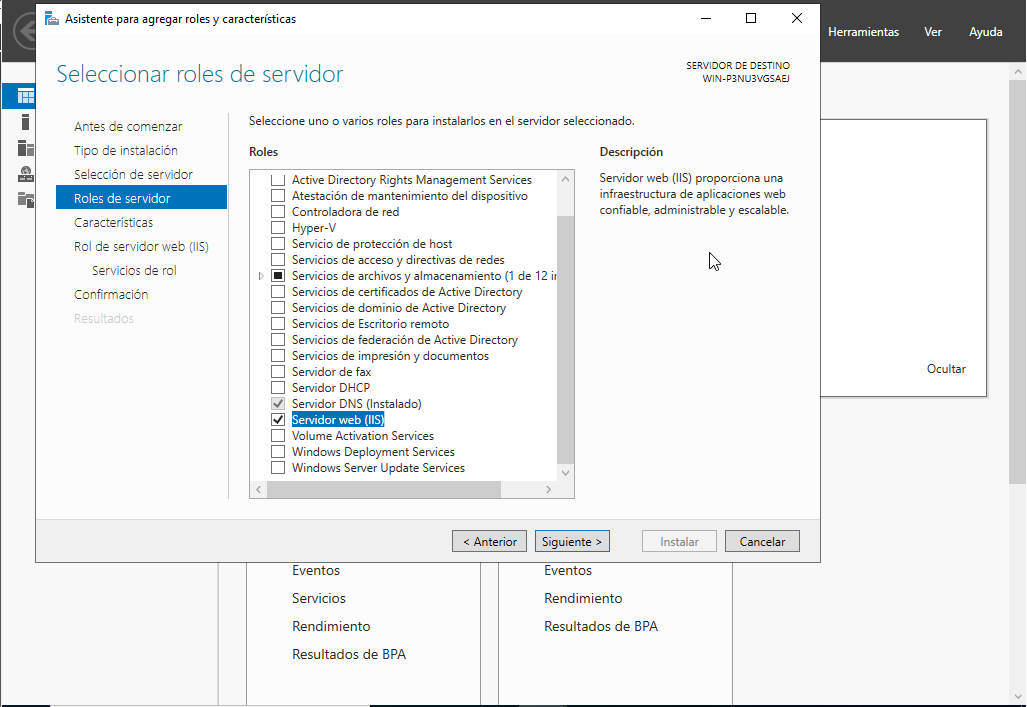 Asistente para agregar roles y características
Herramientas
Ver
Ayuda
Seleccionar roles de servidor
SERVIDOR DE DESTINO
WIN-P3NU3VGSAEJ
Antes de comenzar
Tipo de instalación
Selección de servidor
Roles de servidor
Características
Rol de servidor web (IIS)
Servicios de rol
Confirmación
Resultados
Seleccione uno o varios roles para instalarlos en el servidor seleccionado.
Roles
Active Directory Rights Management Services
Atestación de mantenimiento del dispositivo
Controladora de red
Hyper-V
Servicio de protección de host
Servicios de acceso y directivas de redes
Servicios de archivos y almacenamiento (1 de 12 in
Servicios de certificados de Active Directory
Servicios de dominio de Active Directory
Servicios de Escritorio remoto
Servicios de federación de Active Directory
Servicios de impresión y documentos
Servidor de fax
Servidor DHCP
Servidor DNS (Instalado)
Servidor web (IIS)
Volume Activation Services
Windows Deployment Services
Windows Server Update Services
Descripción
Servidor web (IIS) proporciona una
infraestructura de aplicaciones web
confiable, administrable y escalable.
Ocultar
< Anterior
Siguiente >
Instalar
Cancelar
Eventos
Servicios
Rendimiento
Resultados de BPA
Eventos
Rendimiento
Resultados de BPA